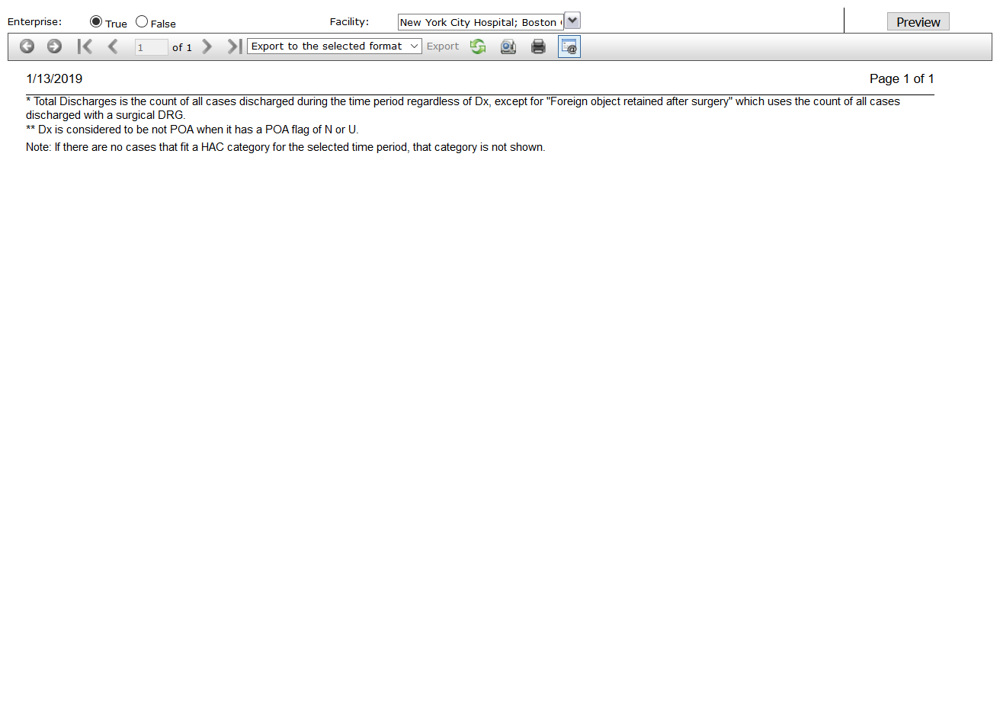 Enterprise: True False Facility: New York City Hospital; Boston Preview
1 of 1 Export to the selected format Export
1/13/2019 Page 1 of 1
* Total Discharges is the count of all cases discharged during the time period regardless of Dx, except for "Foreign object retained after surgery" which uses the count of all cases
discharged with a surgical DRG.
** Dx is considered to be not POA when it has a POA flag of N or U.
Note: If there are no cases that fit a HAC category for the selected time period, that category is not shown.